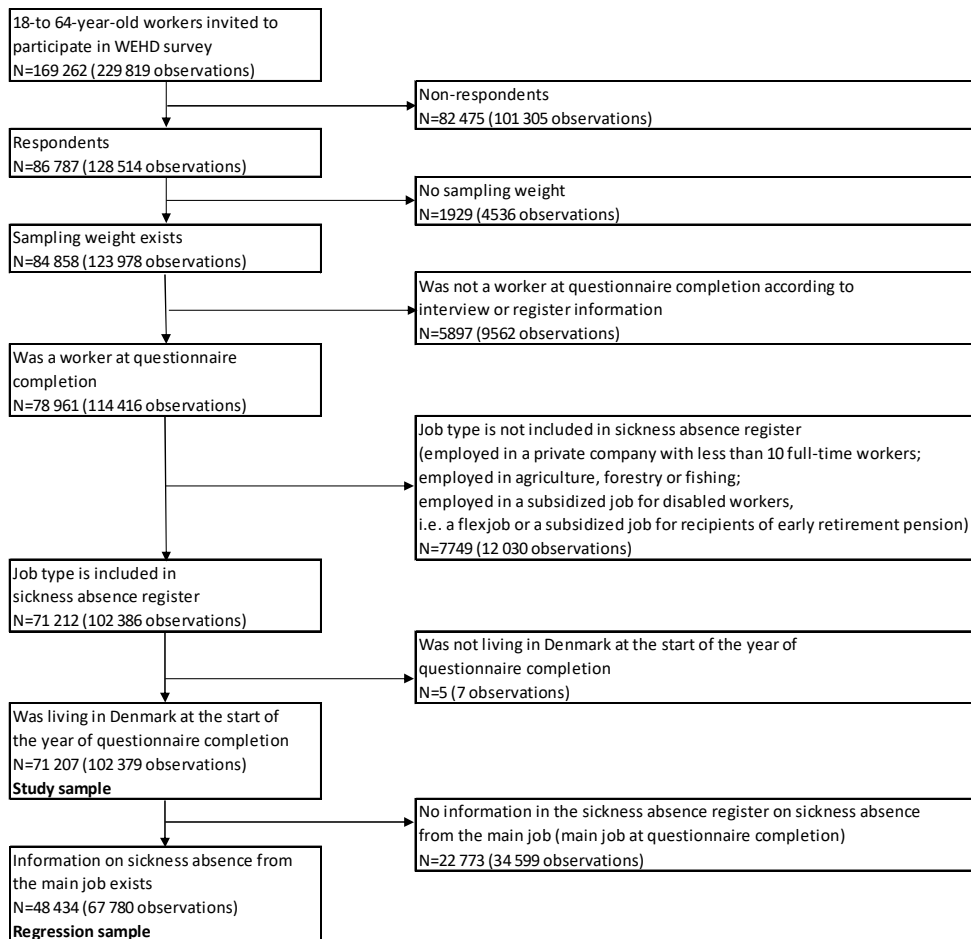 18-to 64-year-old workers invited to
participate in WEHD survey
N=169 262 (229 819 observations)
Non-respondents
N=82 475 (101 305 observations)
Respondents
N=86 787 (128 514 observations)
No sampling weight
N=1929 (4536 observations)
Sampling weight exists
N=84 858 (123 978 observations)
Was not a worker at questionnaire completion according to
interview or register information
N=5897 (9562 observations)
Was a worker at questionnaire
completion
N=78 961 (114 416 observations)
Job type is not included in sickness absence register
(employed in a private company with less than 10 full-time workers;
employed in agriculture, forestry or fishing;
employed in a subsidized job for disabled workers,
i.e. a flexjob or a subsidized job for recipients of early retirement pension)
N=7749 (12 030 observations)
Job type is included in
sickness absence register
N=71 212 (102 386 observations)
Was not living in Denmark at the start of the year of
questionnaire completion
N=5 (7 observations)
Was living in Denmark at the start of
the year of questionnaire completion
N=71 207 (102 379 observations)
Study sample
No information in the sickness absence register on sickness absence
from the main job (main job at questionnaire completion)
N=22 773 (34 599 observations)
Information on sickness absence from
the main job exists
N=48 434 (67 780 observations)
Regression sample